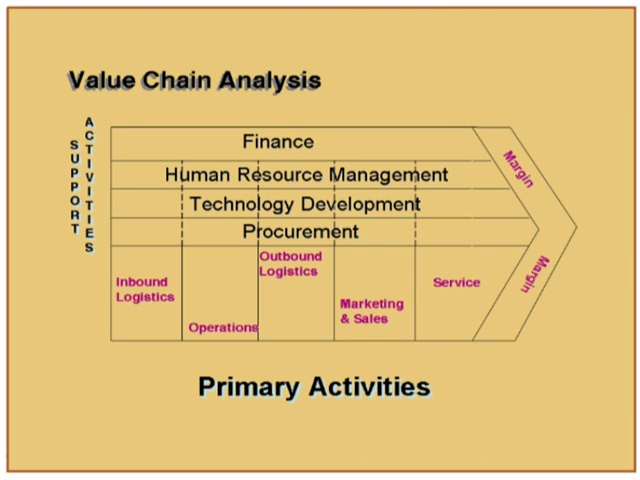 Value Chain Analysis
SUPPORT
ACTIVITIES
Finance
Margin
Human Resource Management
Technology Development
Procurement
Inbound
Logistics
Operations
Outbound
Logistics
Marketing
& Sales
Service
Margin
Primary Activities